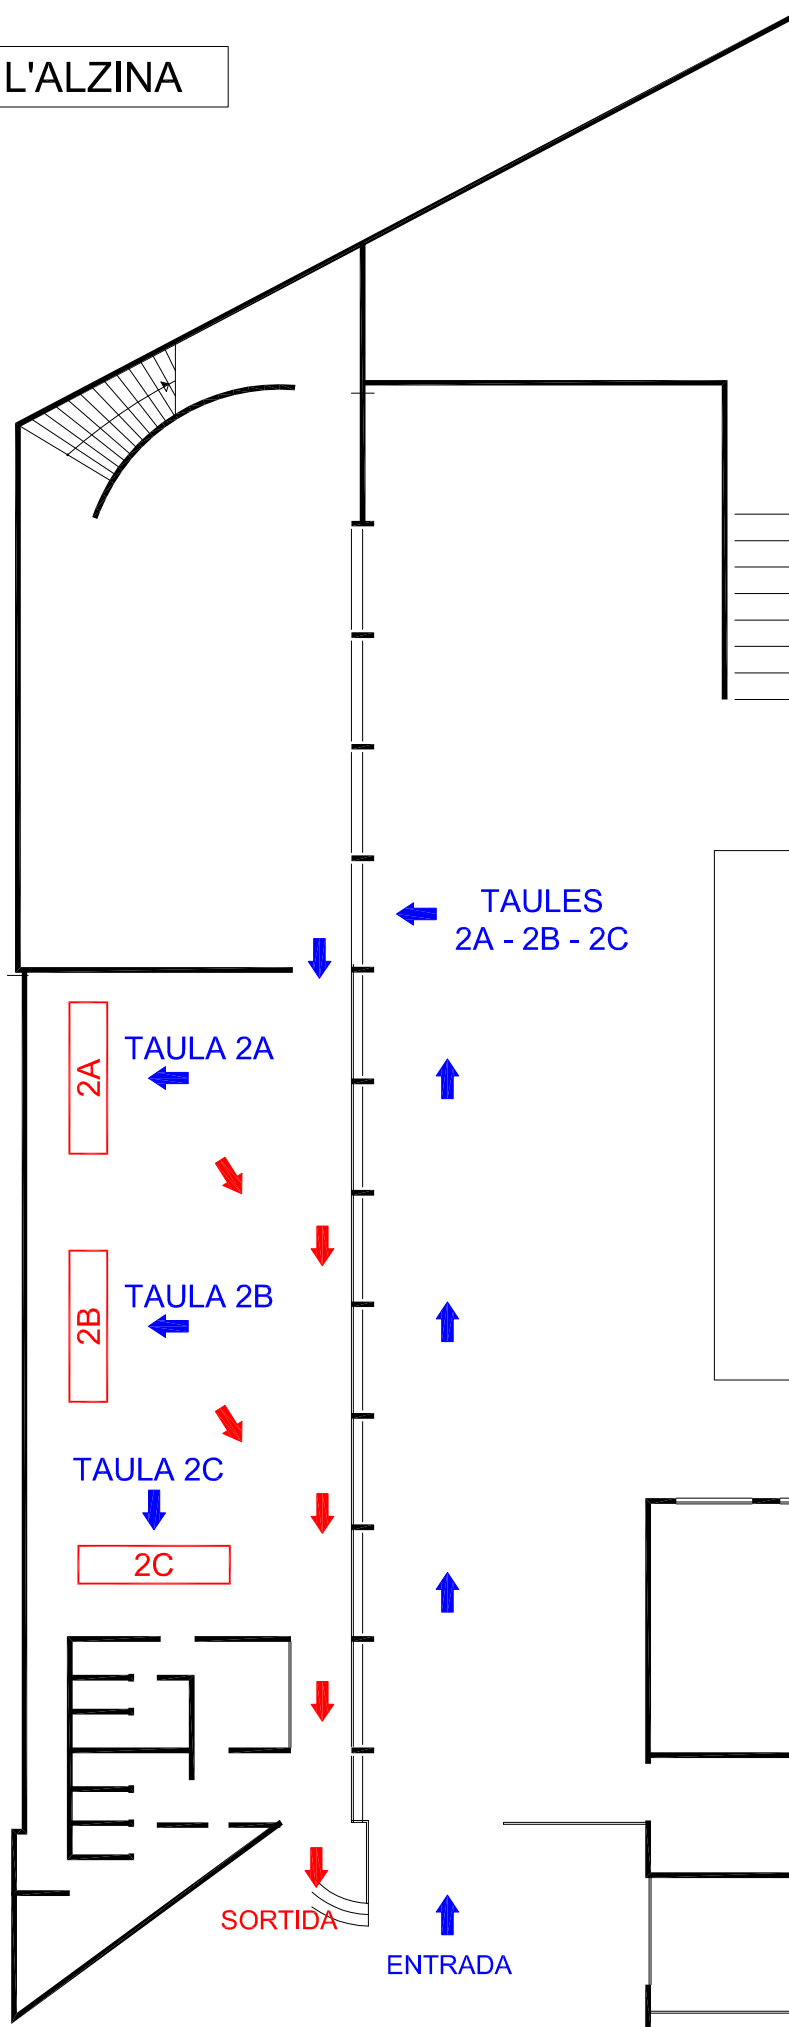 L'ALZINA
TAULES
2A - 2B - 2C
TAULA 2A
2A
TAULA 2B
2B
TAULA 2C
2C
SORTIDA
ENTRADA